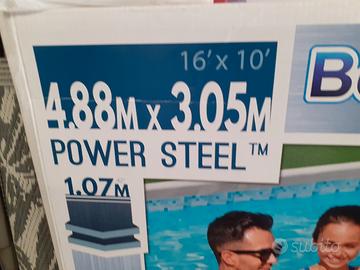 16' x 10'
4.88M x 3.05M
POWER STEEL™
1.07M
subito